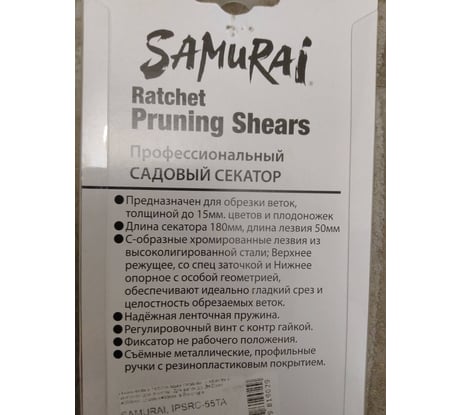 SAMURAI
Ratchet
Pruning Shears
Профессиональный
САДОВЫЙ СЕКАТОР
● Предназначен для обрезки веток,
толщиной до 15мм. цветов и плодоножек
● Длина секатора 180мм, длина лезвия 50мм
● С-образные хромированные лезвия из
высоколигированной стали; Верхнее
режущее, со спец заточкой и Нижнее
опорное с особой геометрией,
обеспечивают идеально гладкий срез и
целостность обрезаемых веток.
● Надёжная ленточная пружина.
● Регулировочный винт с контр гайкой.
● Фиксатор не рабочего положения.
● Съёмные металлические, профильные
ручки с резинопластиковым покрытием.
SAMURAI, IPSRC-55TA